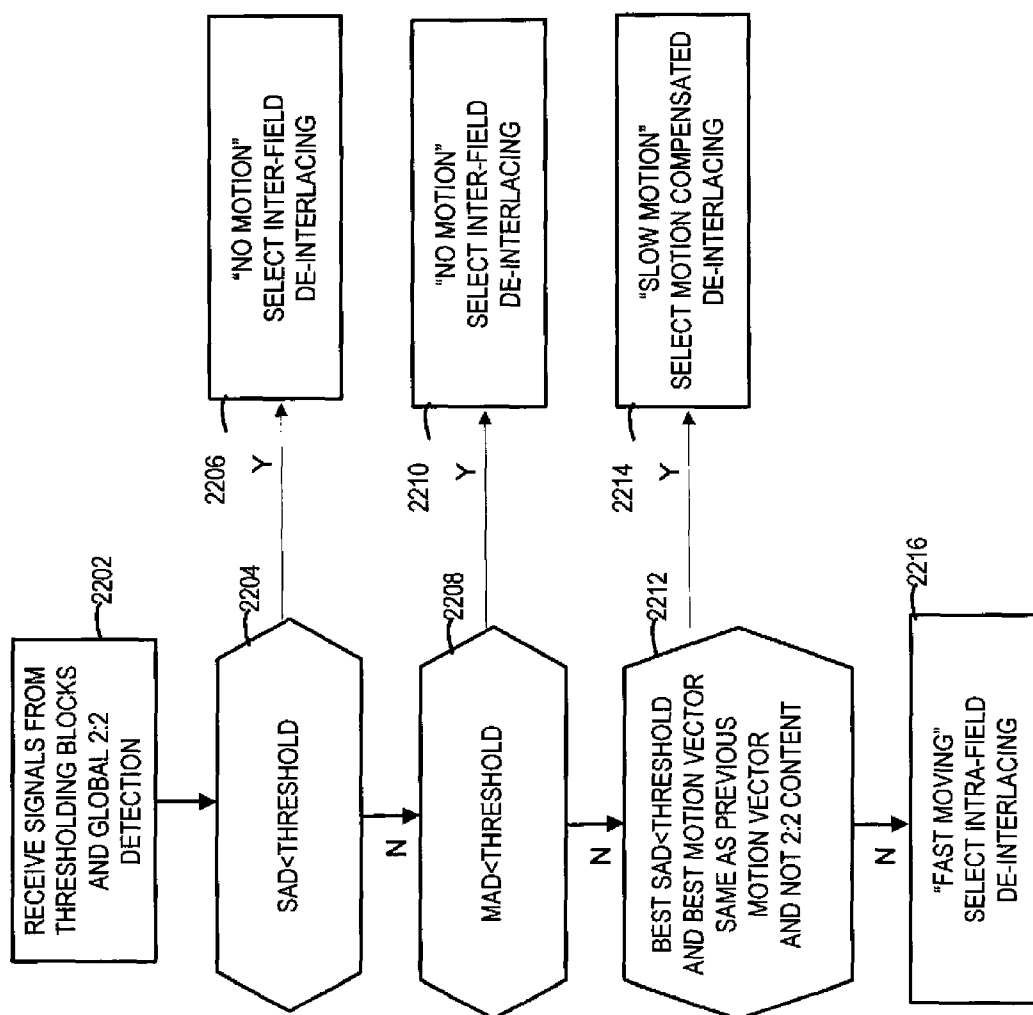 RECEIVE SIGNALS FROM
THRESHOLDING BLOCKS
AND GLOBAL 2:2
DETECTION
2202
SAD<THRESHOLD
2204
Y
2206
"NO MOTION"
SELECT INTER-FIELD
DE-INTERLACING
N
MAD<THRESHOLD
2208
Y
2210
"NO MOTION"
SELECT INTER-FIELD
DE-INTERLACING
N
BEST SAD<THRESHOLD
AND BEST MOTION VECTOR
SAME AS PREVIOUS
MOTION VECTOR
AND NOT 2:2 CONTENT
2212
Y
2214
"SLOW MOTION"
SELECT MOTION COMPENSATED
DE-INTERLACING
N
"FAST MOVING"
SELECT INTRA-FIELD
DE-INTERLACING
2216